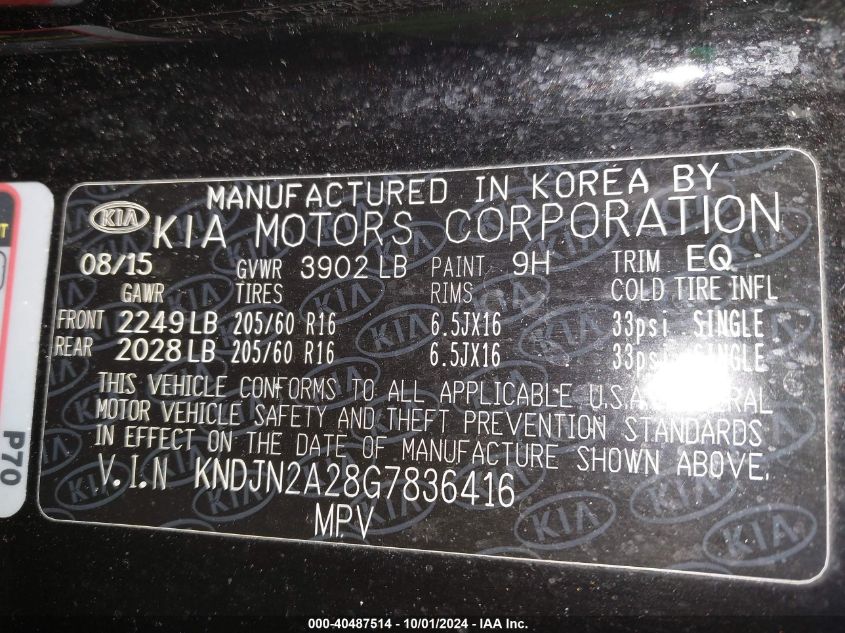 MANUFACTURED IN KOREA BY
KIA KIA MOTORS CORPORATION
08/15 GVWR 3902 LB PAINT 9H TRIM EQ
GAWR TIRES RIMS COLD TIRE INFL
FRONT 2249 LB 205/60 R16 6.5JX16 33psi SINGLE
REAR 2028 LB 205/60 R16 6.5JX16 33psi SINGLE
THIS VEHICLE CONFORMS TO ALL APPLICABLE U.S.A
MOTOR VEHICLE SAFETY AND THEFT PREVENTION STANDARDS
IN EFFECT ON THE DATE OF MANUFACTURE SHOWN ABOVE.
V.I.N KNDJN2A28G7836416
MPV
P70
000-40487514 - 10/01/2024 - IAA Inc.